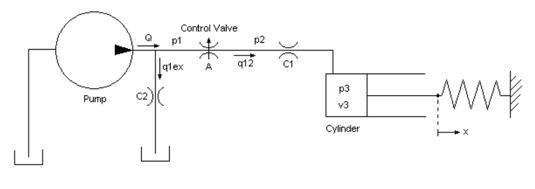 Control Valve
Q
p1
p2
q1ex
A
q12
C1
Pump
C2
p3
v3
Cylinder
x